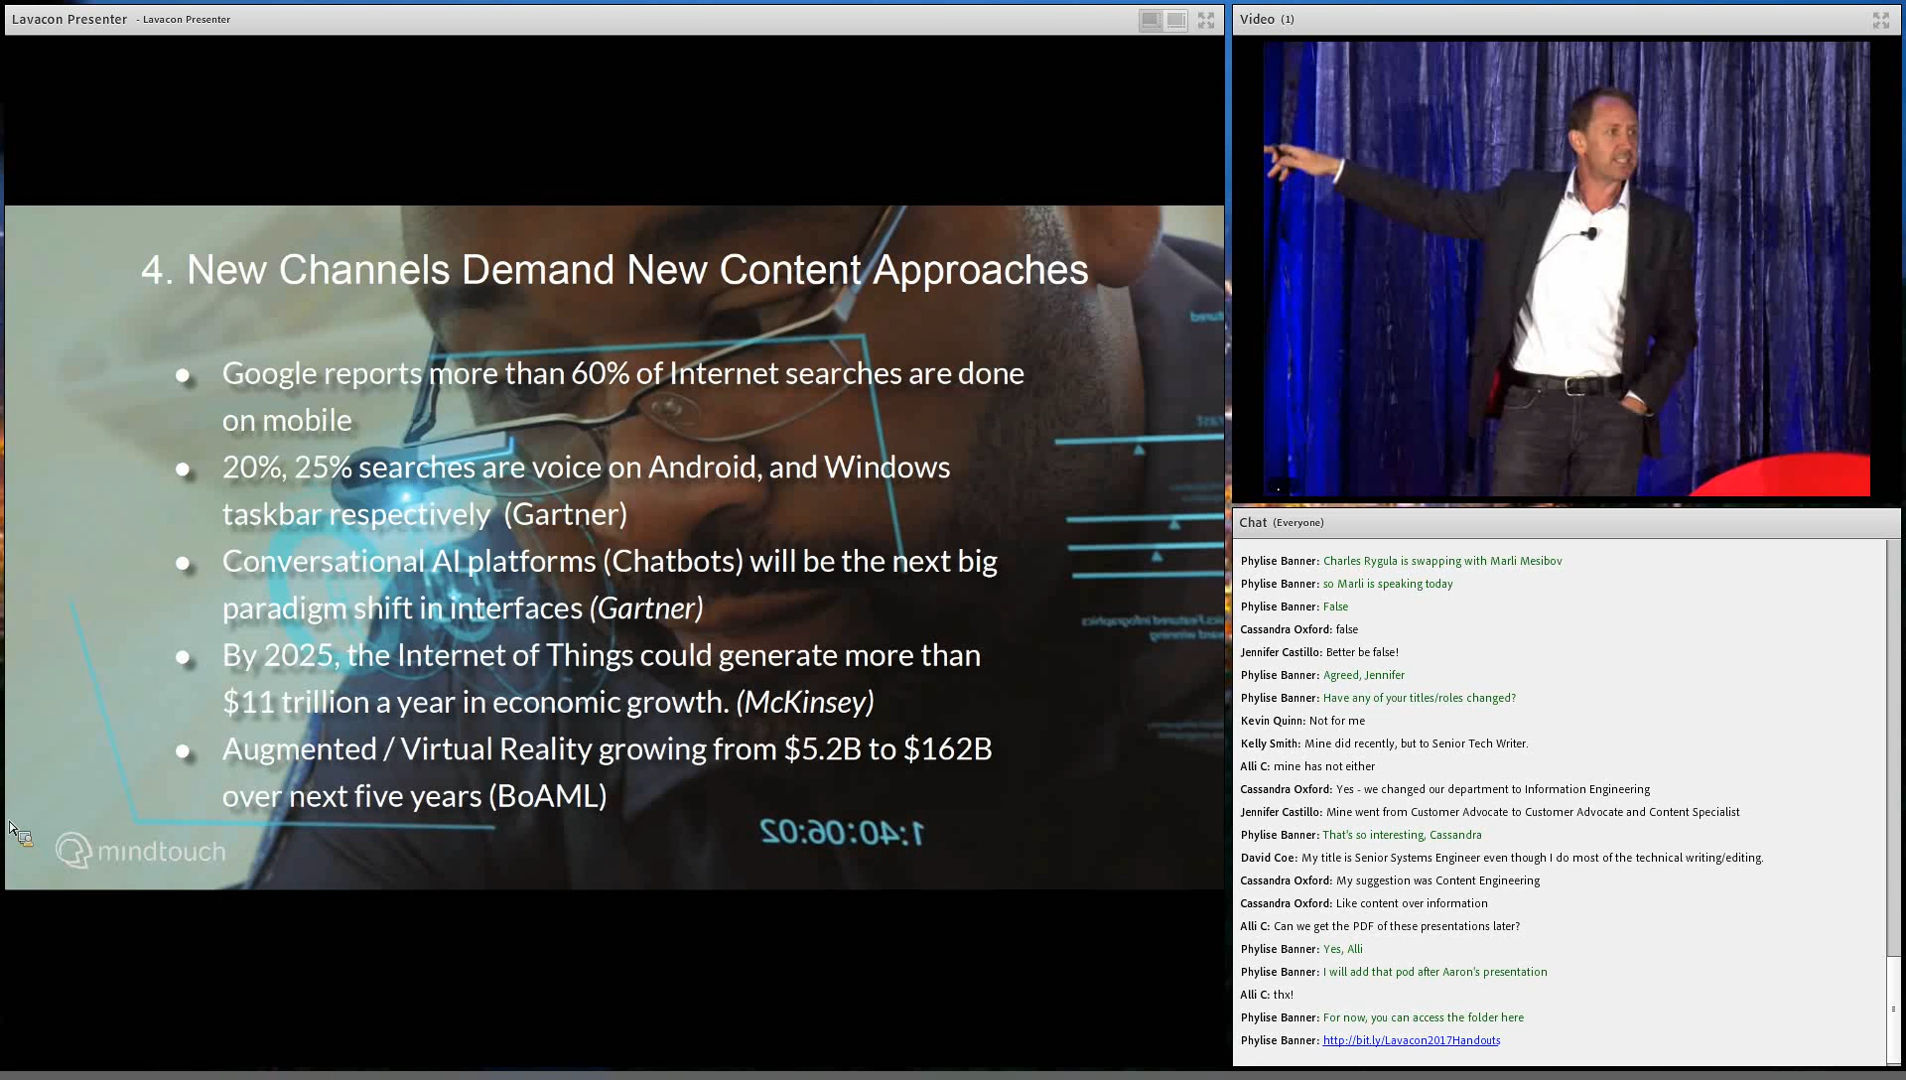 Lavacon Presenter - Lavacon Presenter
4. New Channels Demand New Content Approaches
● Google reports more than 60% of Internet searches are done
on mobile
● 20%, 25% searches are voice on Android, and Windows
taskbar respectively (Gartner)
● Conversational AI platforms (Chatbots) will be the next big
paradigm shift in interfaces (Gartner)
● By 2025, the Internet of Things could generate more than
$11 trillion a year in economic growth. (McKinsey)
● Augmented / Virtual Reality growing from $5.2B to $162B
over next five years (BoAML)
1:40:06:02
mindtouch
Video (1)
Chat (Everyone)
Phylise Banner: Charles Rygula is swapping with Marli Mesibov
Phylise Banner: so Marli is speaking today
Phylise Banner: False
Cassandra Oxford: false
Jennifer Castillo: Better be false!
Phylise Banner: Agreed, Jennifer
Phylise Banner: Have any of your titles/roles changed?
Kevin Quinn: Not for me
Kelly Smith: Mine did recently, but to Senior Tech Writer.
Alli C: mine has not either
Cassandra Oxford: Yes - we changed our department to Information Engineering
Jennifer Castillo: Mine went from Customer Advocate to Customer Advocate and Content Specialist
Phylise Banner: That's so interesting, Cassandra
David Coe: My title is Senior Systems Engineer even though I do most of the technical writing/editing.
Cassandra Oxford: My suggestion was Content Engineering
Cassandra Oxford: Like content over information
Alli C: Can we get the PDF of these presentations later?
Phylise Banner: Yes, Alli
Phylise Banner: I will add that pod after Aaron's presentation
Alli C: thx!
Phylise Banner: For now, you can access the folder here
Phylise Banner: http://bit.ly/Lavacon2017Handouts